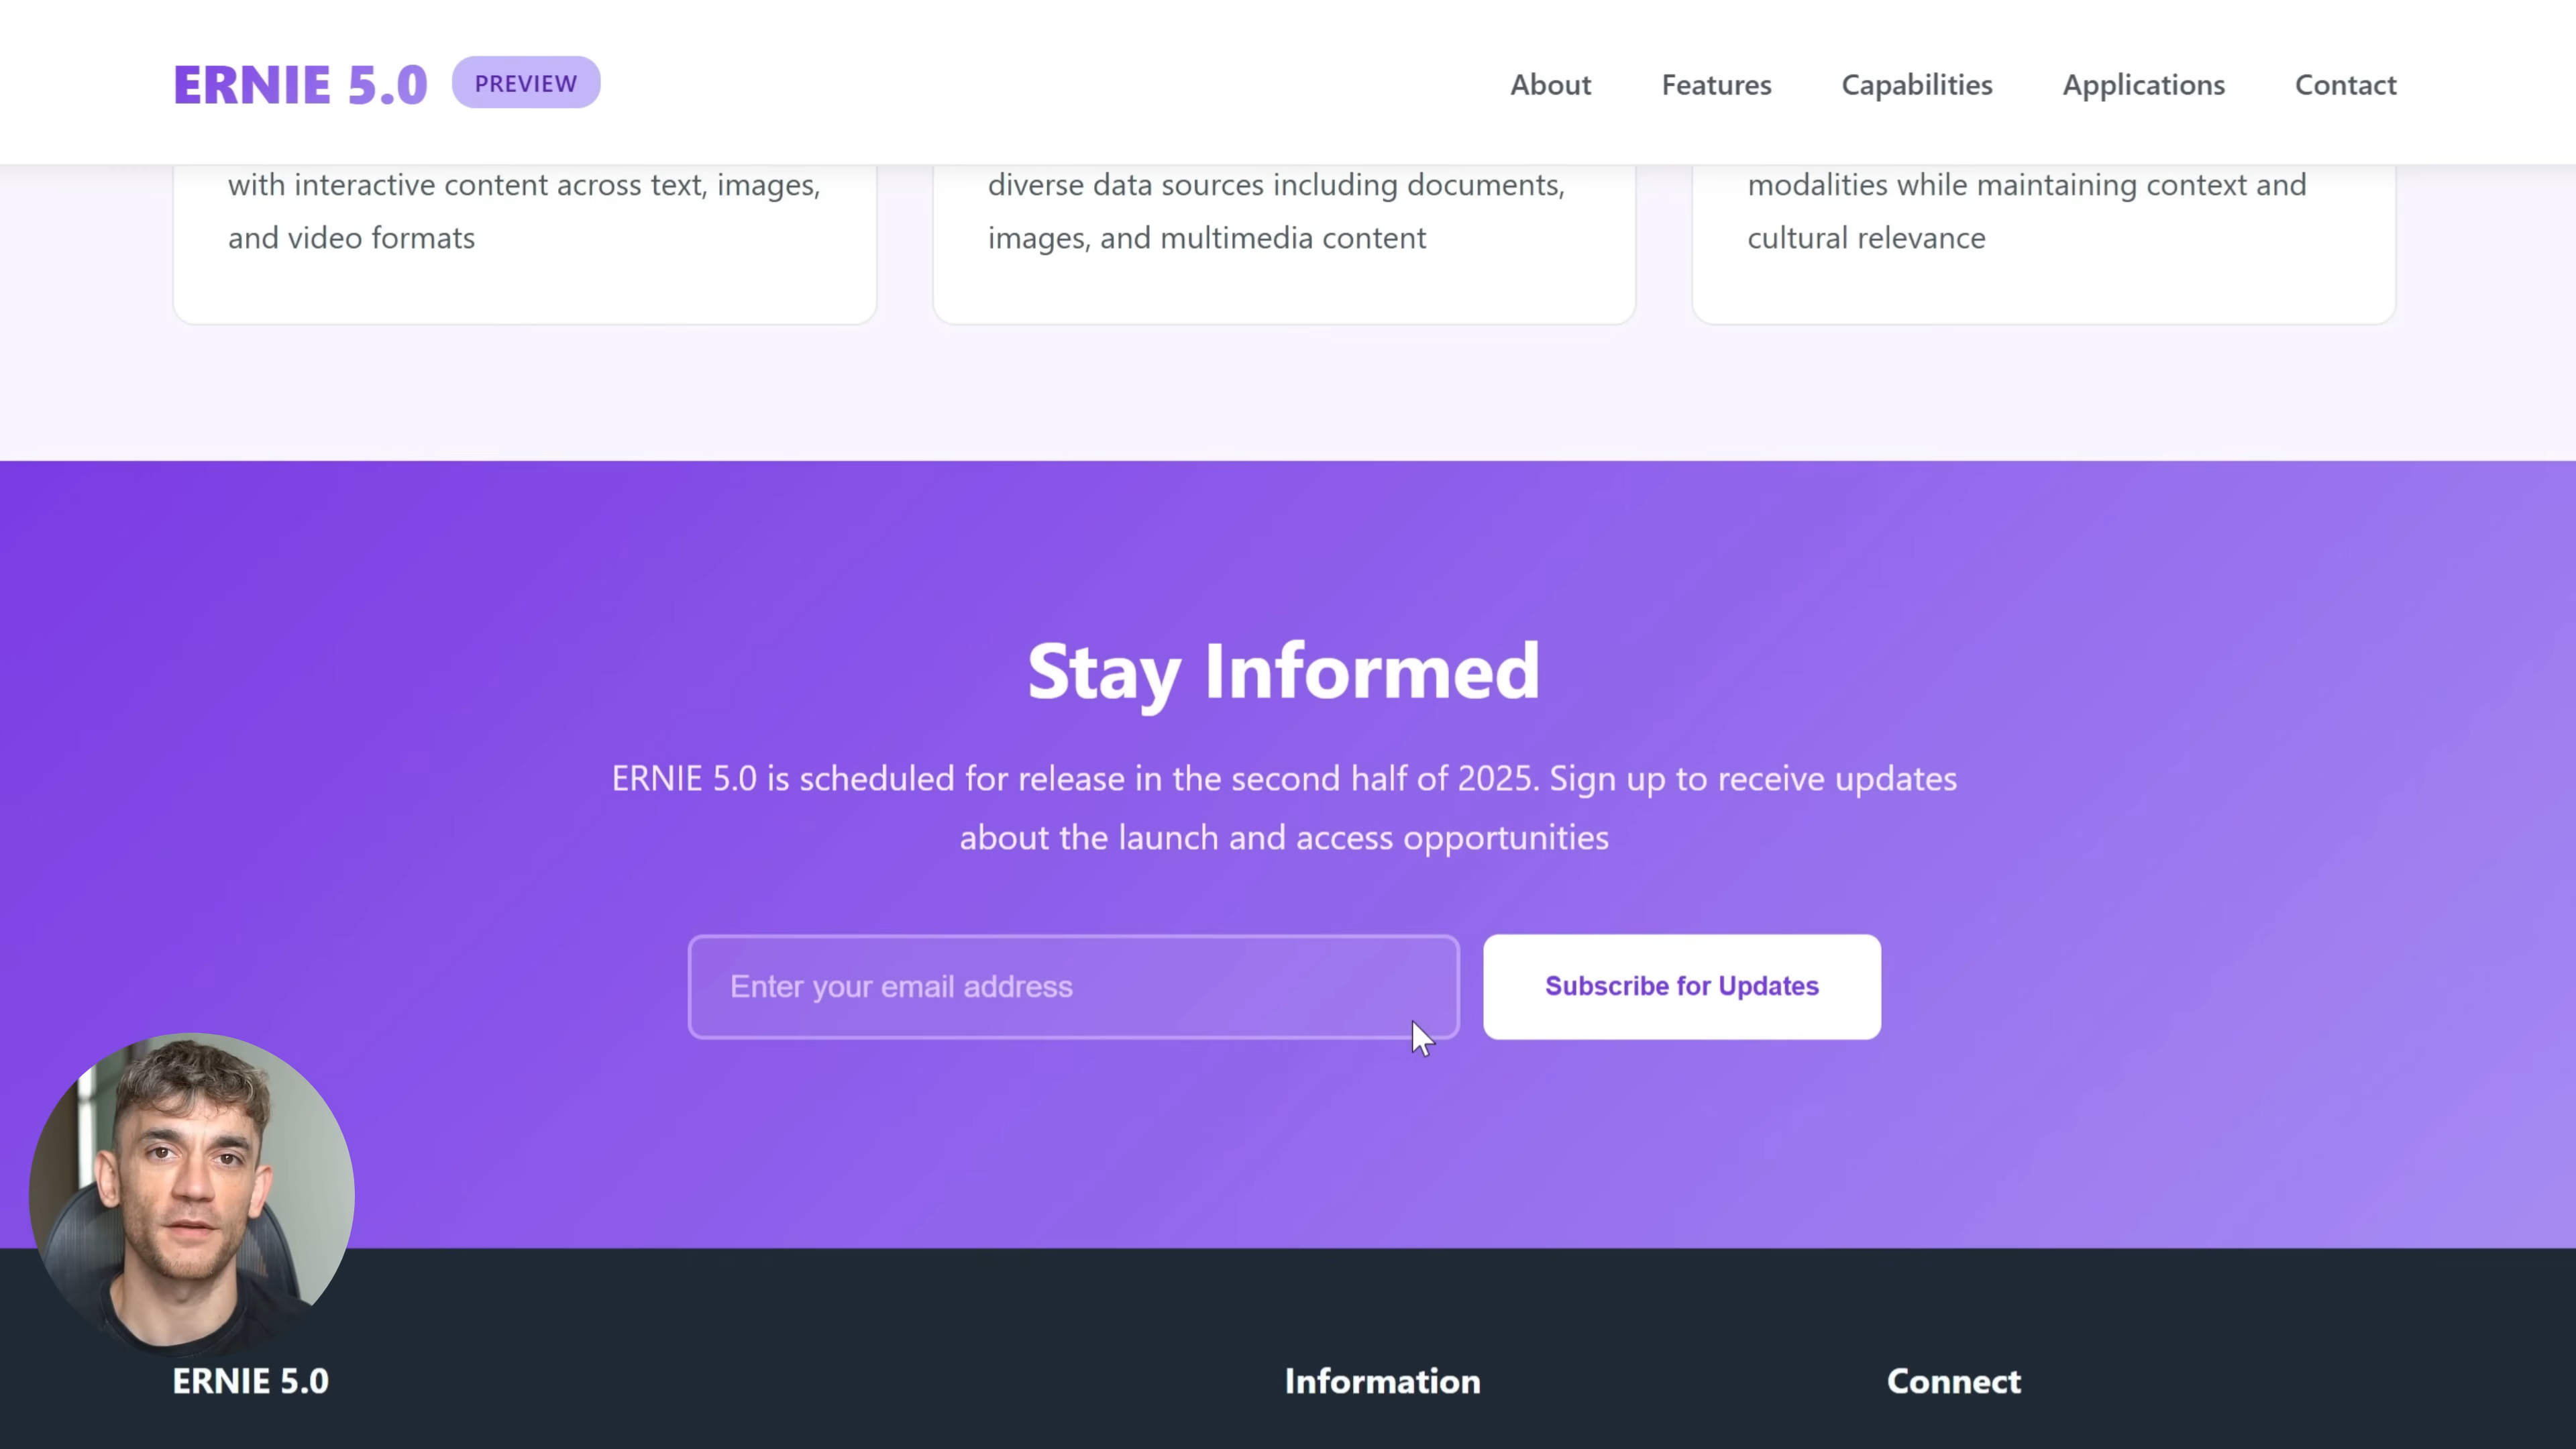 ERNIE 5.0 PREVIEW About Features Capabilities Applications Contact
with interactive content across text, images,
and video formats
diverse data sources including documents,
images, and multimedia content
modalities while maintaining context and
cultural relevance
Stay Informed
ERNIE 5.0 is scheduled for release in the second half of 2025. Sign up to receive updates
about the launch and access opportunities
Enter your email address
Subscribe for Updates
ERNIE 5.0
Information
Connect